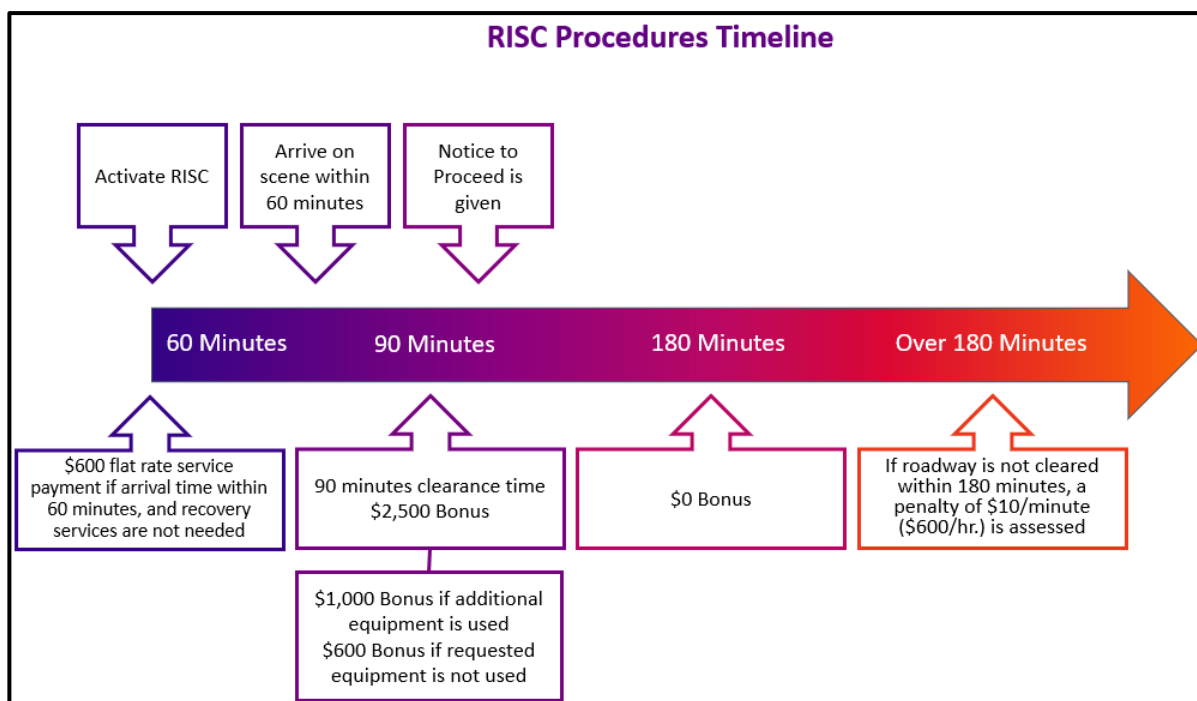 RISC Procedures Timeline
Activate RISC
Arrive on
scene within
60 minutes
Notice to
Proceed is
given
60 Minutes
90 Minutes
180 Minutes
Over 180 Minutes
$600 flat rate service
payment if arrival time within
60 minutes, and recovery
services are not needed
90 minutes clearance time
$2,500 Bonus
$0 Bonus
If roadway is not cleared
within 180 minutes, a
penalty of $10/minute
($600/hr.) is assessed
$1,000 Bonus if additional
equipment is used
$600 Bonus if requested
equipment is not used